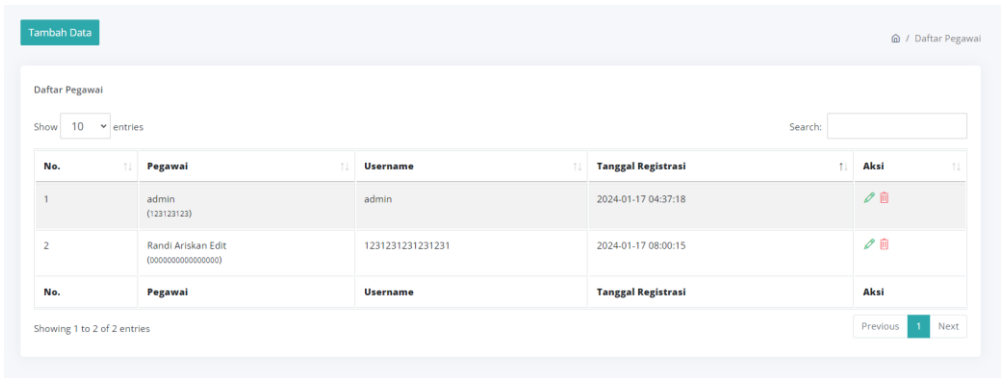 Tambah Data
/ Daftar Pegawai
Daftar Pegawai
Show 10 entries
Search:
No. Pegawai Username Tanggal Registrasi Aksi
1 admin admin 2024-01-17 04:37:18
(123123123)
2 Randi Ariskan Edit 1231231231231231 2024-01-17 08:00:15
(0000000000000000)
No. Pegawai Username Tanggal Registrasi Aksi
Showing 1 to 2 of 2 entries
Previous 1 Next